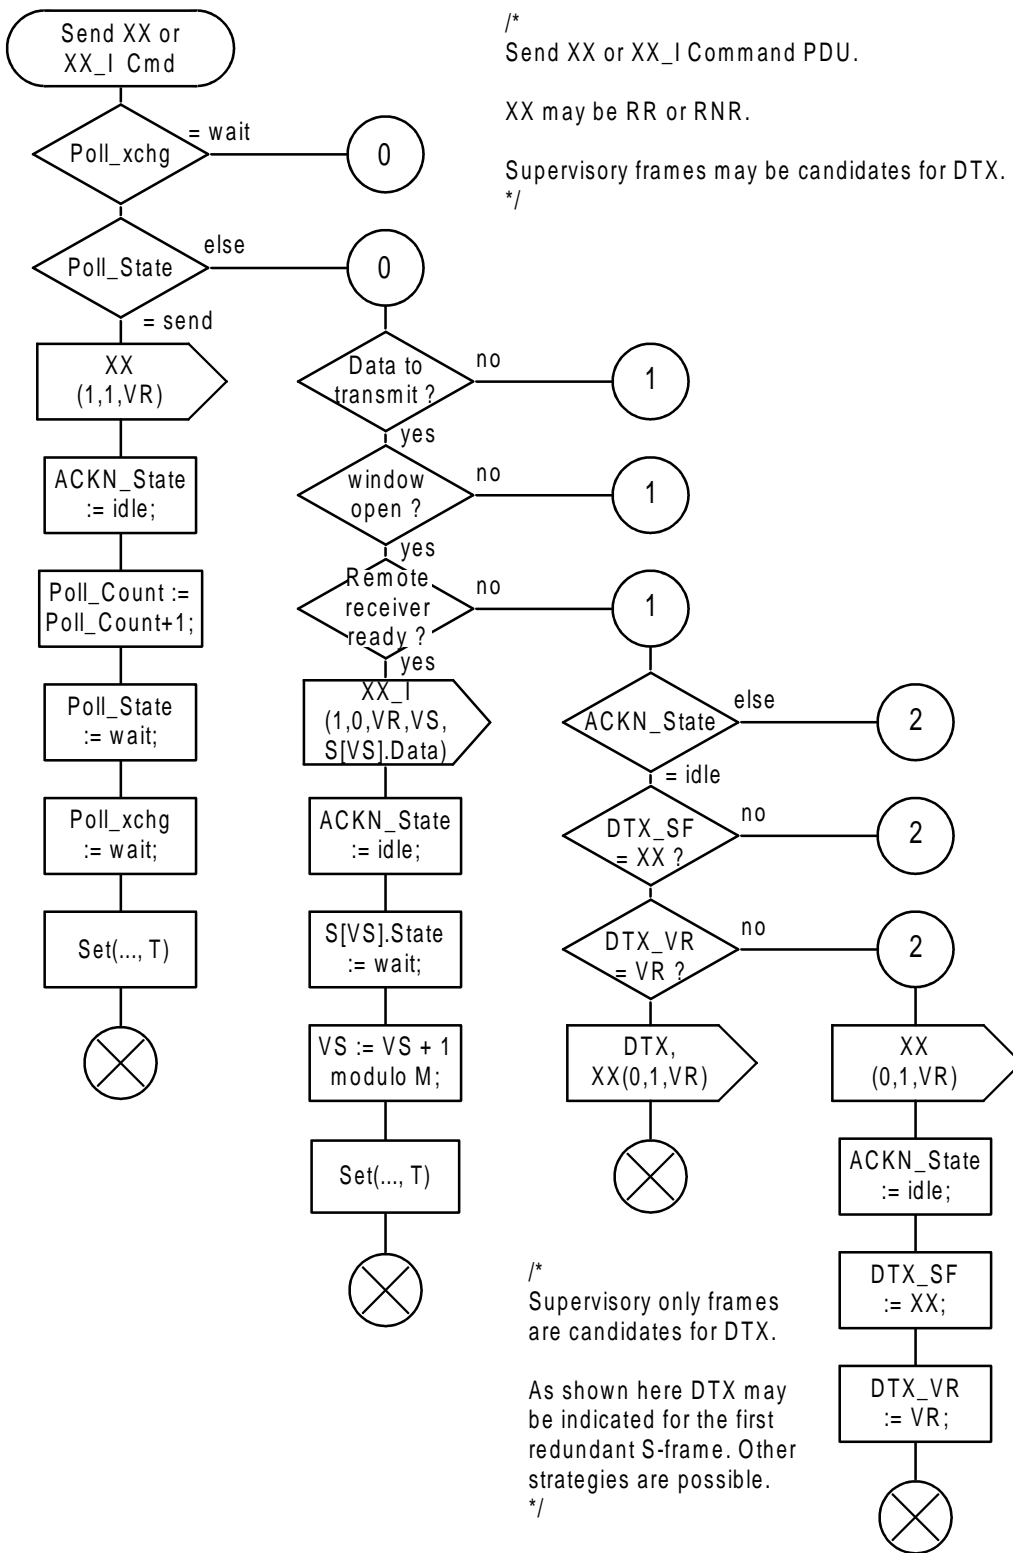 Send XX or
XX_I Cmd
/*
Send XX or XX_I Command PDU.
XX may be RR or RNR.
Supervisory frames may be candidates for DTX.
*/
Poll_xchg
= wait
0
Poll_State
else
0
= send
XX
(1,1,VR)
ACKN_State
:= idle;
Poll_Count :=
Poll_Count+1;
Poll_State
:= wait;
Poll_xchg
:= wait;
Set(..., T)
Data to
transmit ?
no
1
yes
window
open ?
no
1
yes
Remote
receiver
ready ?
no
1
yes
XX_I
(1,0,VR,VS,
S[VS].Data)
ACKN_State
:= idle;
S[VS].State
:= wait;
VS := VS + 1
modulo M;
Set(..., T)
ACKN_State
else
2
= idle
DTX_SF
= XX ?
no
2
DTX_VR
= VR ?
no
2
DTX,
XX(0,1,VR)
XX
(0,1,VR)
ACKN_State
:= idle;
DTX_SF
:= XX;
DTX_VR
:= VR;
/*
Supervisory only frames
are candidates for DTX.
As shown here DTX may
be indicated for the first
redundant S-frame. Other
strategies are possible.
*/